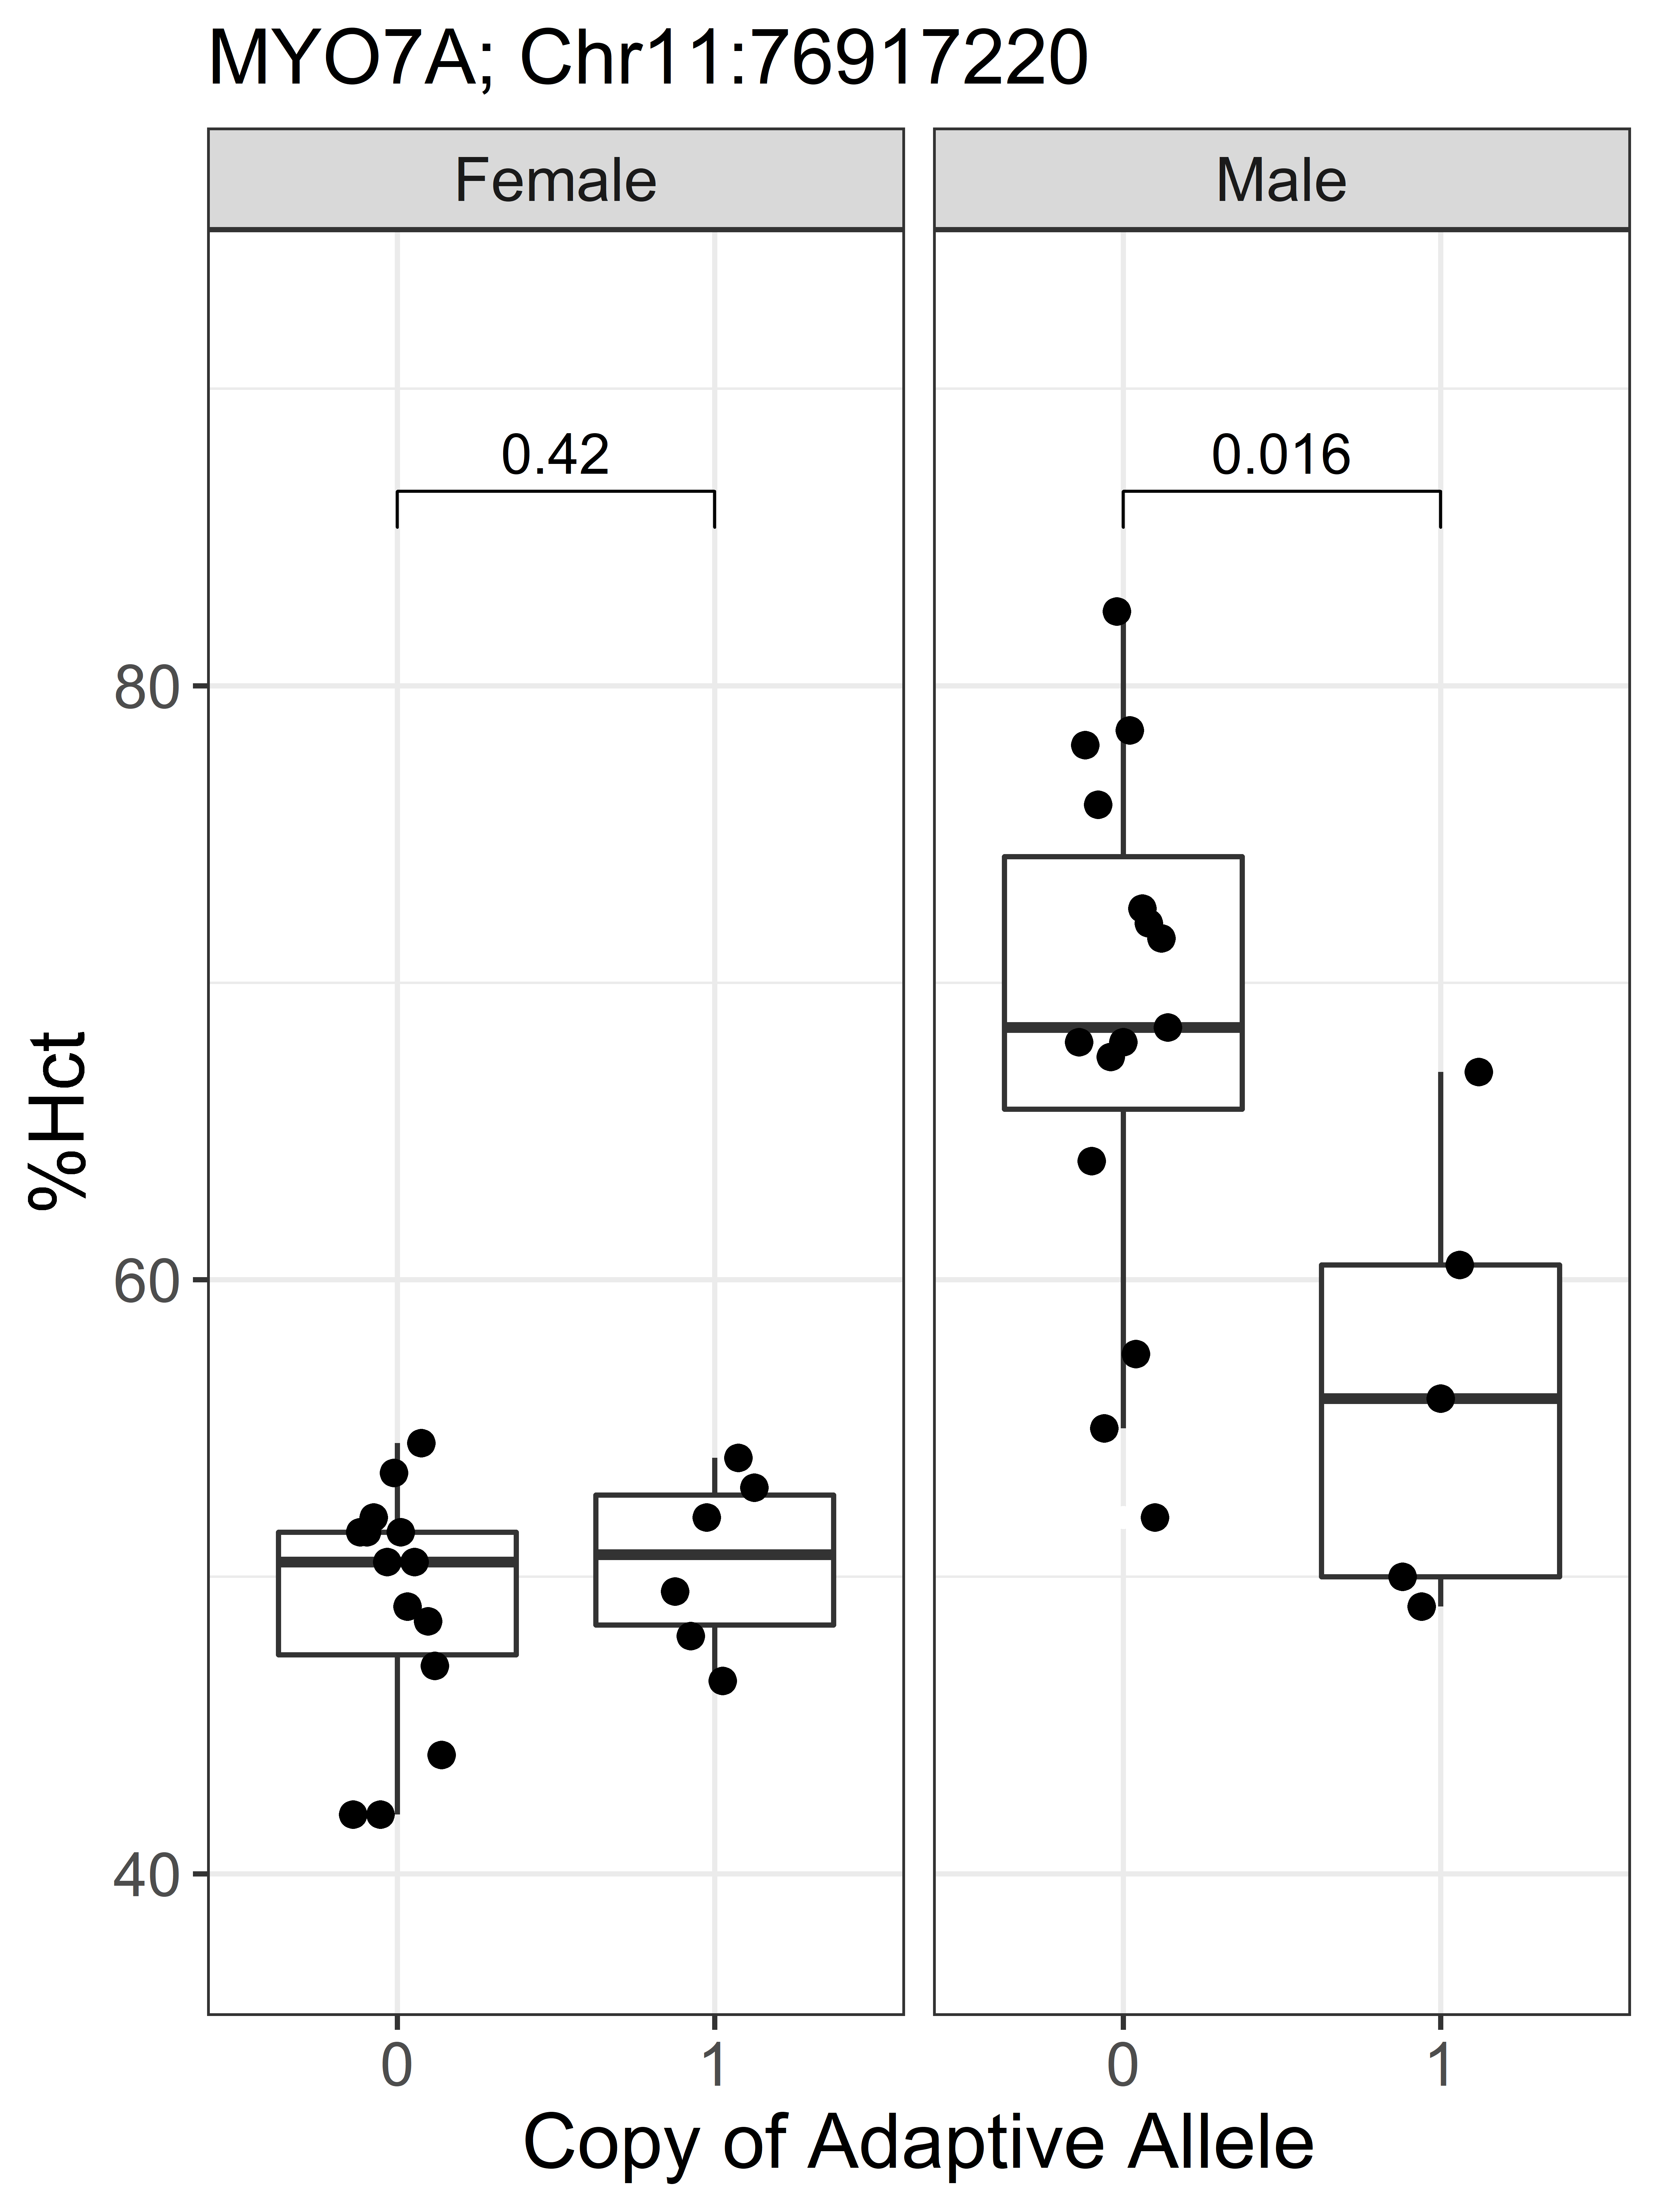 MYO7A; Chr11:76917220
Female
Male
0.42
0.016
80
60
40
%Hct
0
1
0
1
Copy of Adaptive Allele